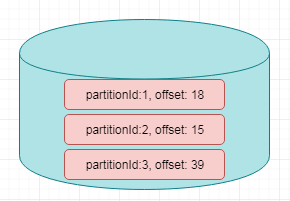 partitionId:1, offset: 18
partitionId:2, offset: 15
partitionId:3, offset: 39